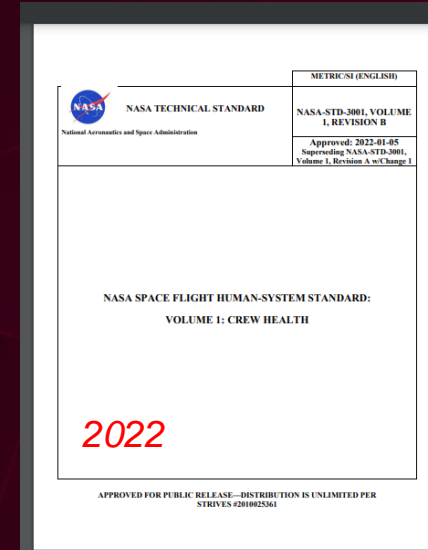 METRIC/SI (ENGLISH)
NASA
NASA TECHNICAL STANDARD
National Aeronautics and Space Administration
NASA-STD-3001, VOLUME
1, REVISION B
Approved: 2022-01-05
Superseding NASA-STD-3001,
Volume 1, Revision A w/Change 1
NASA SPACE FLIGHT HUMAN-SYSTEM STANDARD:
VOLUME 1: CREW HEALTH
2022
APPROVED FOR PUBLIC RELEASE—DISTRIBUTION IS UNLIMITED PER
STRIVES #2010025361